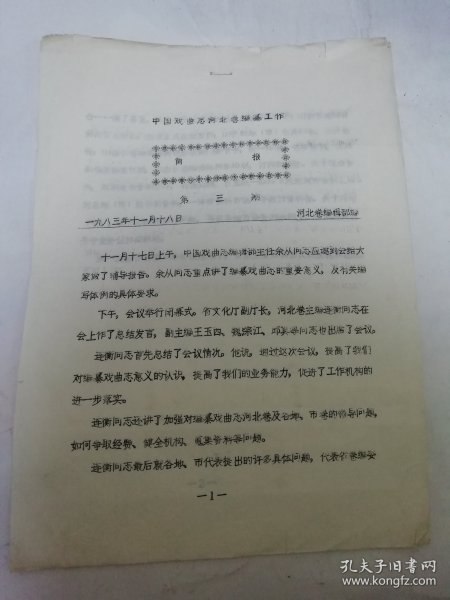 中国戏曲志河北卷编纂工作
简 报
第 三 期
一九八三年十一月十八日 河北卷编辑部编
十一月十七日上午，中国戏曲志编辑部主任余从同志应邀到会给大
家做了辅导报告。余从同志重点讲了编纂戏曲志的重要意义，及有关编
写体例的具体要求。
下午，会议举行闭幕式。省文化厅副厅长，河北卷主编连衡同志在
会上作了总结发言，副主编王玉四、魏绿江、邓英同志也出席了会议。
连衡同志首先总结了会议情况。他说，通过这次会议，提高了我们
对编纂戏曲志意义的认识，提高了我们的业务能力，促进了工作机构的
进一步落实。
连衡同志还讲了加强对编纂戏曲志河北卷及各地、市卷的领导问题，
如何争取经费、健全机构、蒐集资料等问题。
连衡同志最后就各地、市代表提出的许多具体问题，代表省卷编委
—1—
孔夫子旧书网
www.kongfz.com